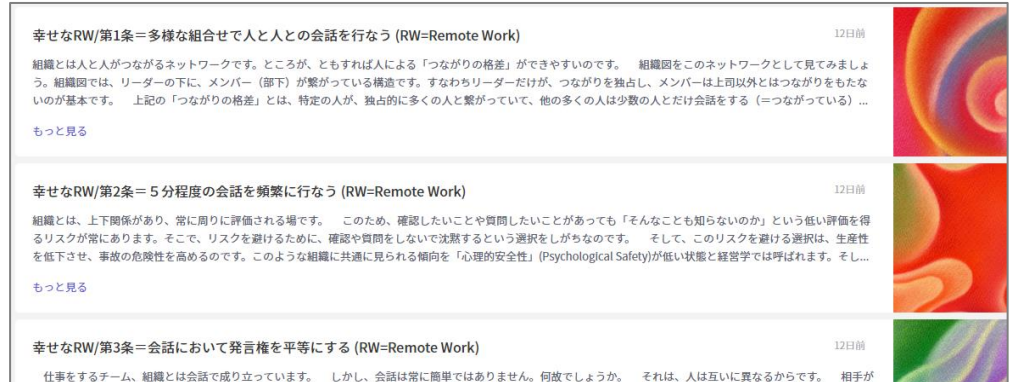 幸せなRW/第1条＝多様な組合せで人と人との会話を行なう (RW=Remote Work)
12日前
組織とは人と人がつながるネットワークです。ところが、ともすれば人による「つながりの格差」ができやすいのです。　組織図をこのネットワークとして見てみましょ
う。組織図では、リーダーの下に、メンバー（部下）が繋がっている構造です。すなわちリーダーだけが、つながりを独占し、メンバーは上司以外とはつながりをもたな
いのが基本です。　上記の「つながりの格差」とは、特定の人が、独占的に多くの人と繋がっていて、他の多くの人は少数の人とだけ会話をする（＝つながっている）...
もっと見る
幸せなRW/第2条＝５分程度の会話を頻繁に行なう (RW=Remote Work)
12日前
組織とは、上下関係があり、常に周りに評価される場です。　このため、確認したいことや質問したいことがあっても「そんなことも知らないのか」という低い評価を得
るリスクが常にあります。そこで、リスクを避けるために、確認や質問をしないで沈黙するという選択をしがちなのです。　そして、このリスクを避ける選択は、生産性
を低下させ、事故の危険性を高めるのです。このような組織に共通に見られる傾向を「心理的安全性」(Psychological Safety)が低い状態と経営学では呼ばれます。そし...
もっと見る
幸せなRW/第3条＝会話において発言権を平等にする (RW=Remote Work)
12日前
仕事をするチーム、組織とは会話で成り立っています。　しかし、会話は常に簡単ではありません。何故でしょうか。　それは、人は互いに異なるからです。　相手が